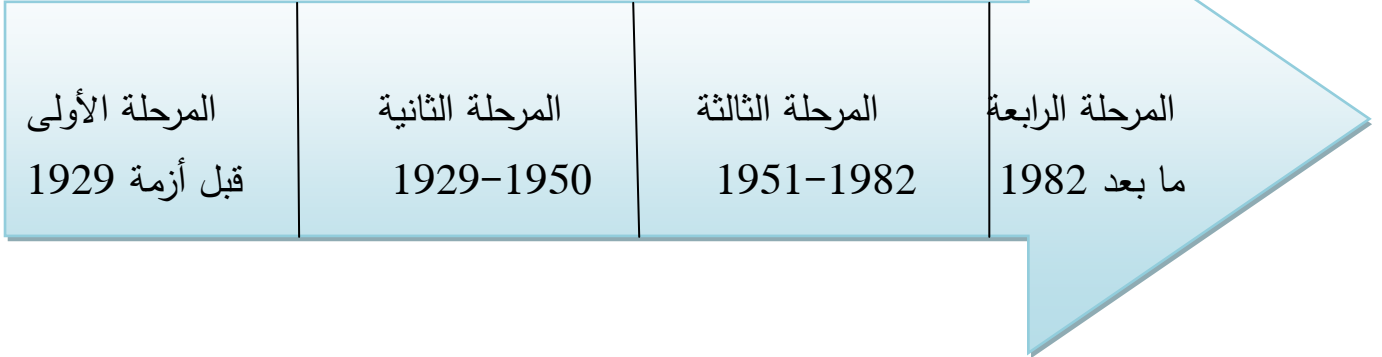 المرحلة الأولى
قبل أزمة 1929
المرحلة الثانية
1929-1950
المرحلة الثالثة
1951-1982
المرحلة الرابعة
ما بعد 1982